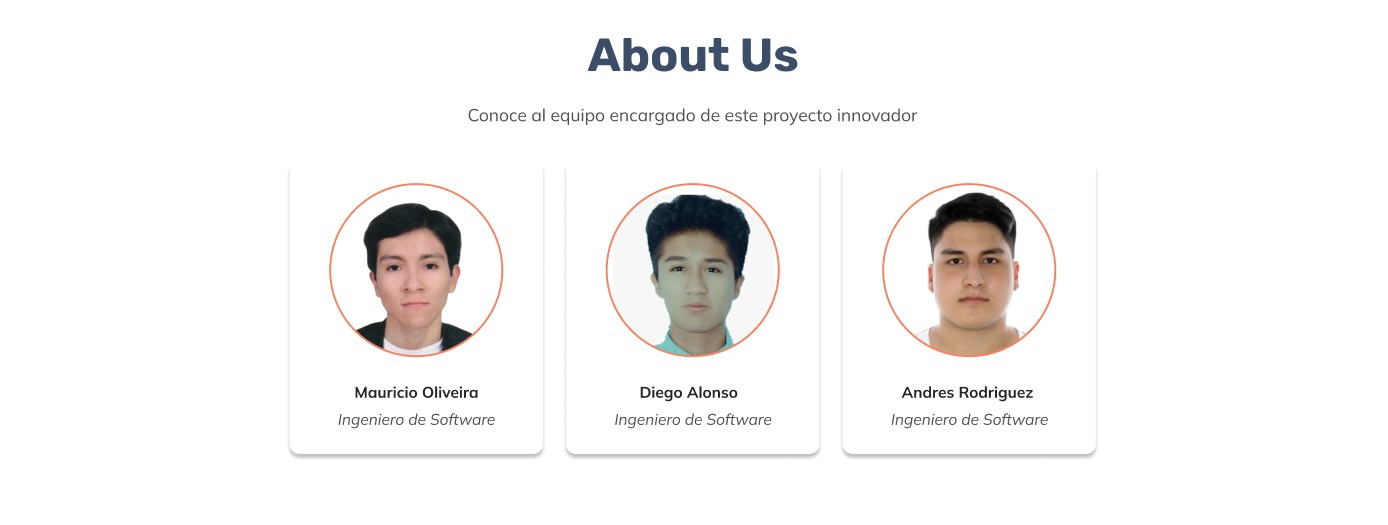 About Us
Conoce al equipo encargado de este proyecto innovador
Mauricio Oliveira
Ingeniero de Software
Diego Alonso
Ingeniero de Software
Andres Rodriguez
Ingeniero de Software